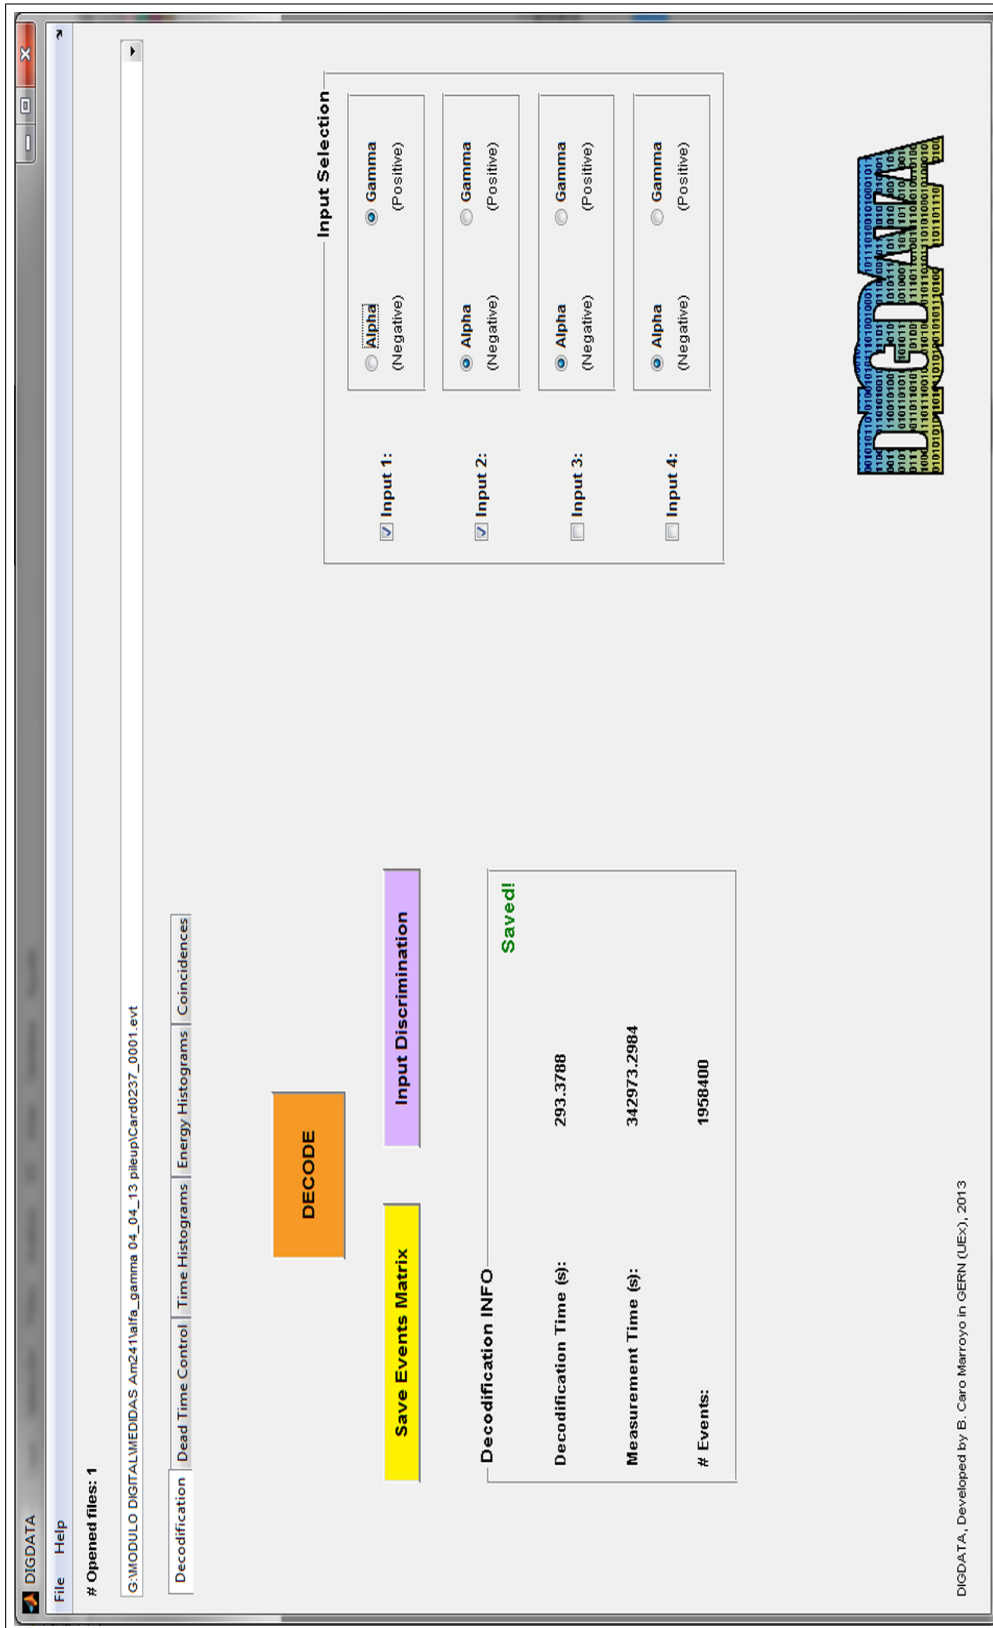 DIGDATA
File Help
# Opened files: 1
G:\MODULO DIGITAL\MEDIDAS Am241\alfa_gamma 04_04_13 pileup\Card0237_0001.evt
Decodification Dead Time Control Time Histograms Energy Histograms Coincidences
DECODE
Save Events Matrix Input Discrimination
Decodification INFO
Saved!
Decodification Time (s): 293.3788
Measurement Time (s): 342973.2984
# Events: 1958400
Input Selection
Input 1: Alpha Gamma
(Negative) (Positive)
Input 2: Alpha Gamma
(Negative) (Positive)
Input 3: Alpha Gamma
(Negative) (Positive)
Input 4: Alpha Gamma
(Negative) (Positive)
DIGDATA
DIGDATA, Developed by B. Caro Marroyo in GERN (UEx), 2013